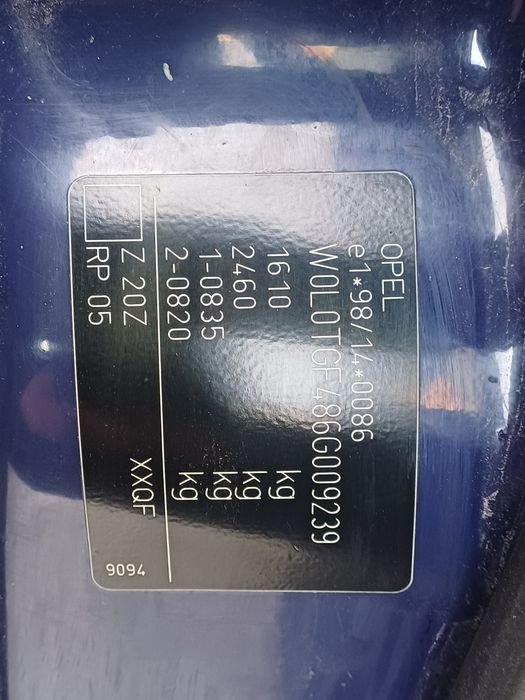 OPEL
e1*98/14*0086
W0L0TGF486G009239
1610 kg
2460 kg
1-0835 kg
2-0820 kg
Z 20Z XXQF
RP 05
9094